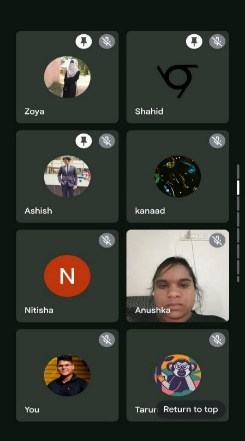 Zoya
Shahid
Ashish
kanaad
N
Nitisha
Anushka
You
Tarun
Return to top